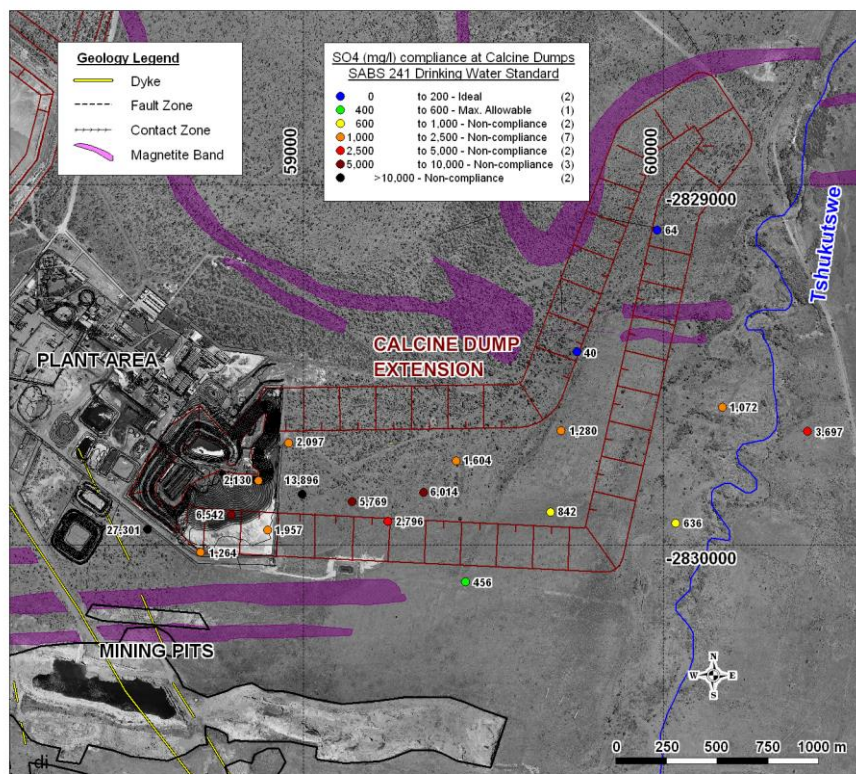 Geology Legend
Dyke
Fault Zone
Contact Zone
Magnetite Band
SO4 (mg/l) compliance at Calcine Dumps
SABS 241 Drinking Water Standard
0 to 200 - Ideal (2)
400 to 600 - Max. Allowable (1)
600 to 1,000 - Non-compliance (2)
1,000 to 2,500 - Non-compliance (7)
2,500 to 5,000 - Non-compliance (2)
5,000 to 10,000 - Non-compliance (3)
>10,000 - Non-compliance (2)
59000
60000
-2829000
64
Tshukutswe
PLANT AREA
CALCINE DUMP
EXTENSION
40
1,072
1,280
3,697
2,097
1,604
2,130
13,896
6,014
5,769
6,542
842
2,796
636
27,301
1,957
1,264
-2830000
456
MINING PITS
N
W E
S
0 250 500 750 1000 m
di